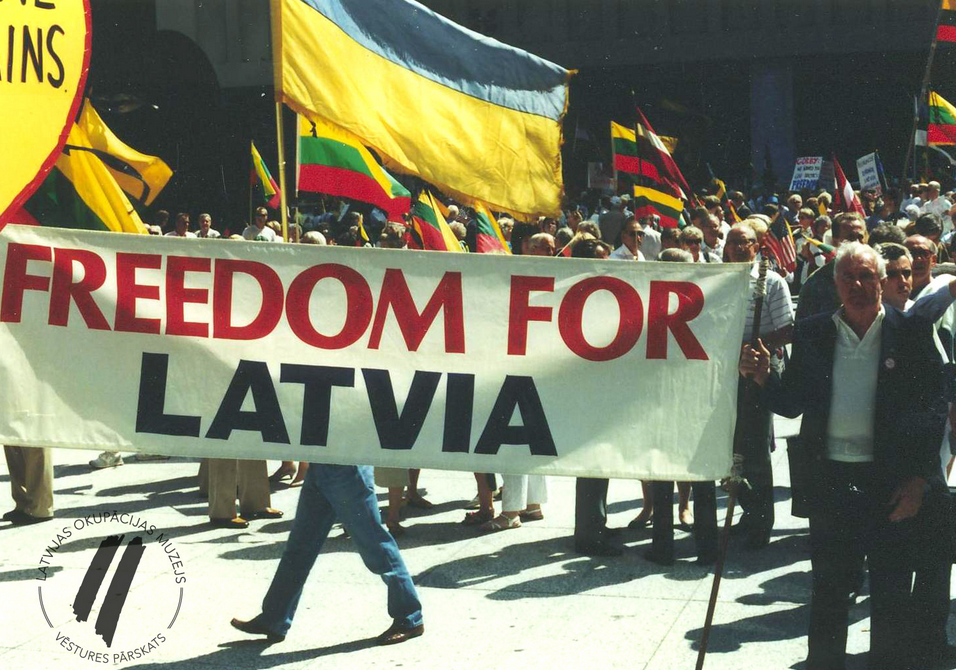 AINS
FREEDOM FOR
LATVIA
LATVIJAS OKUPĀCIJAS MUZEJS
VĒSTURES PĀRSKATS